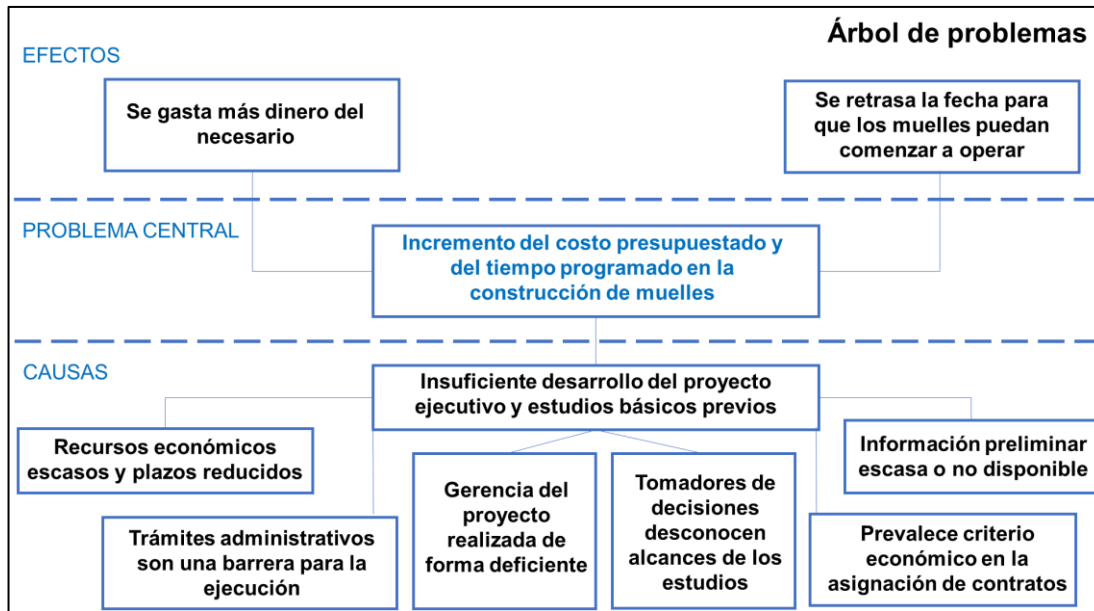 Árbol de problemas
EFECTOS
Se gasta más dinero del
necesario
Se retrasa la fecha para
que los muelles puedan
comenzar a operar
PROBLEMA CENTRAL
Incremento del costo presupuestado y
del tiempo programado en la
construcción de muelles
CAUSAS
Insuficiente desarrollo del proyecto
ejecutivo y estudios básicos previos
Recursos económicos
escasos y plazos reducidos
Trámites administrativos
son una barrera para la
ejecución
Gerencia del
proyecto
realizada de
forma deficiente
Tomadores de
decisiones
desconocen
alcances de los
estudios
Información preliminar
escasa o no disponible
Prevalece criterio
económico en la
asignación de contratos